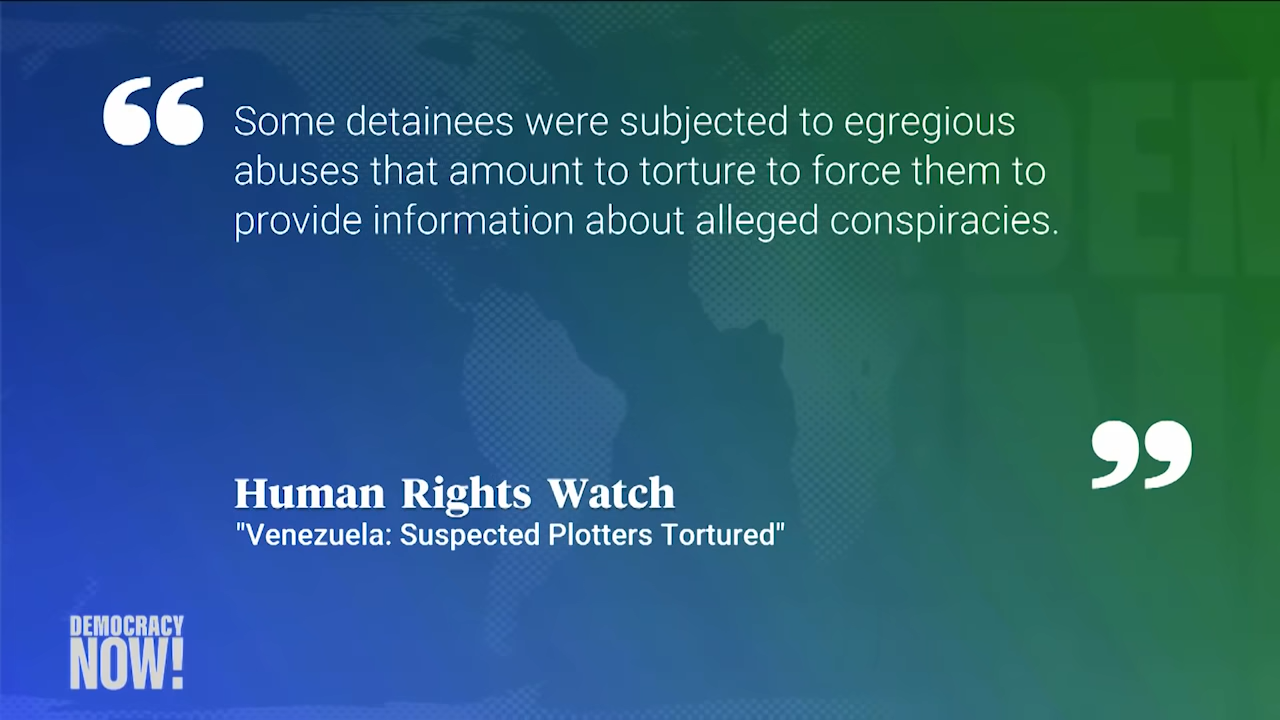 “
Some detainees were subjected to egregious
abuses that amount to torture to force them to
provide information about alleged conspiracies.
”
Human Rights Watch
"Venezuela: Suspected Plotters Tortured"
DEMOCRACY
NOW!